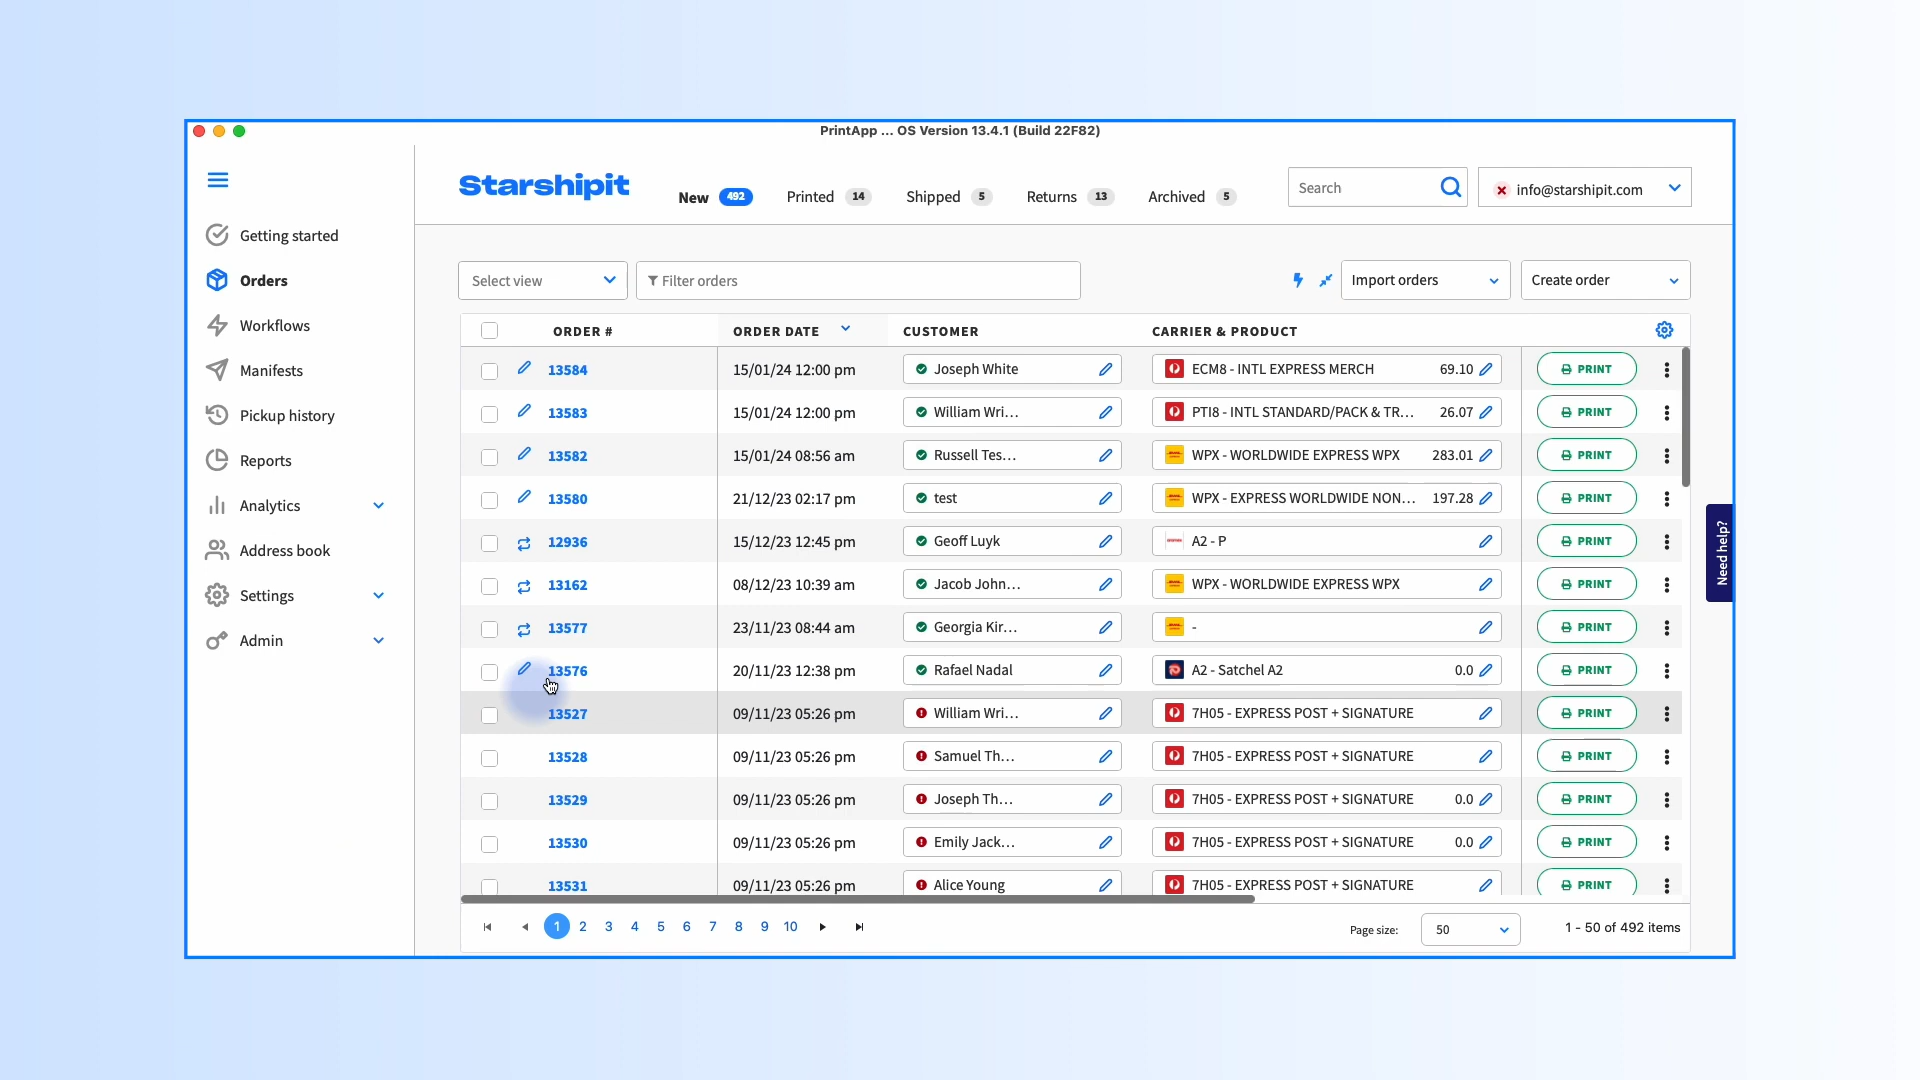 PrintApp ... OS Version 13.4.1 (Build 22F82)
Starshipit
New 492 Printed 14 Shipped 5 Returns 13 Archived 5
Search
info@starshipit.com
Getting started
Orders
Workflows
Manifests
Pickup history
Reports
Analytics
Address book
Settings
Admin
Select view
Filter orders
Import orders
Create order
ORDER # ORDER DATE CUSTOMER CARRIER & PRODUCT
13584 15/01/24 12:00 pm Joseph White ECM8 - INTL EXPRESS MERCH 69.10 PRINT
13583 15/01/24 12:00 pm William Wri... PTI8 - INTL STANDARD/PACK & TR... 26.07 PRINT
13582 15/01/24 08:56 am Russell Tes... WPX - WORLDWIDE EXPRESS WPX 283.01 PRINT
13580 21/12/23 02:17 pm test WPX - EXPRESS WORLDWIDE NON... 197.28 PRINT
12936 15/12/23 12:45 pm Geoff Luyk A2 - P PRINT
13162 08/12/23 10:39 am Jacob John... WPX - WORLDWIDE EXPRESS WPX PRINT
13577 23/11/23 08:44 am Georgia Kir... - PRINT
13576 20/11/23 12:38 pm Rafael Nadal A2 - Satchel A2 0.0 PRINT
13527 09/11/23 05:26 pm William Wri... 7H05 - EXPRESS POST + SIGNATURE PRINT
13528 09/11/23 05:26 pm Samuel Th... 7H05 - EXPRESS POST + SIGNATURE PRINT
13529 09/11/23 05:26 pm Joseph Th... 7H05 - EXPRESS POST + SIGNATURE 0.0 PRINT
13530 09/11/23 05:26 pm Emily Jack... 7H05 - EXPRESS POST + SIGNATURE 0.0 PRINT
13531 09/11/23 05:26 pm Alice Young 7H05 - EXPRESS POST + SIGNATURE PRINT
Need help?
1 2 3 4 5 6 7 8 9 10
Page size: 50
1 - 50 of 492 items